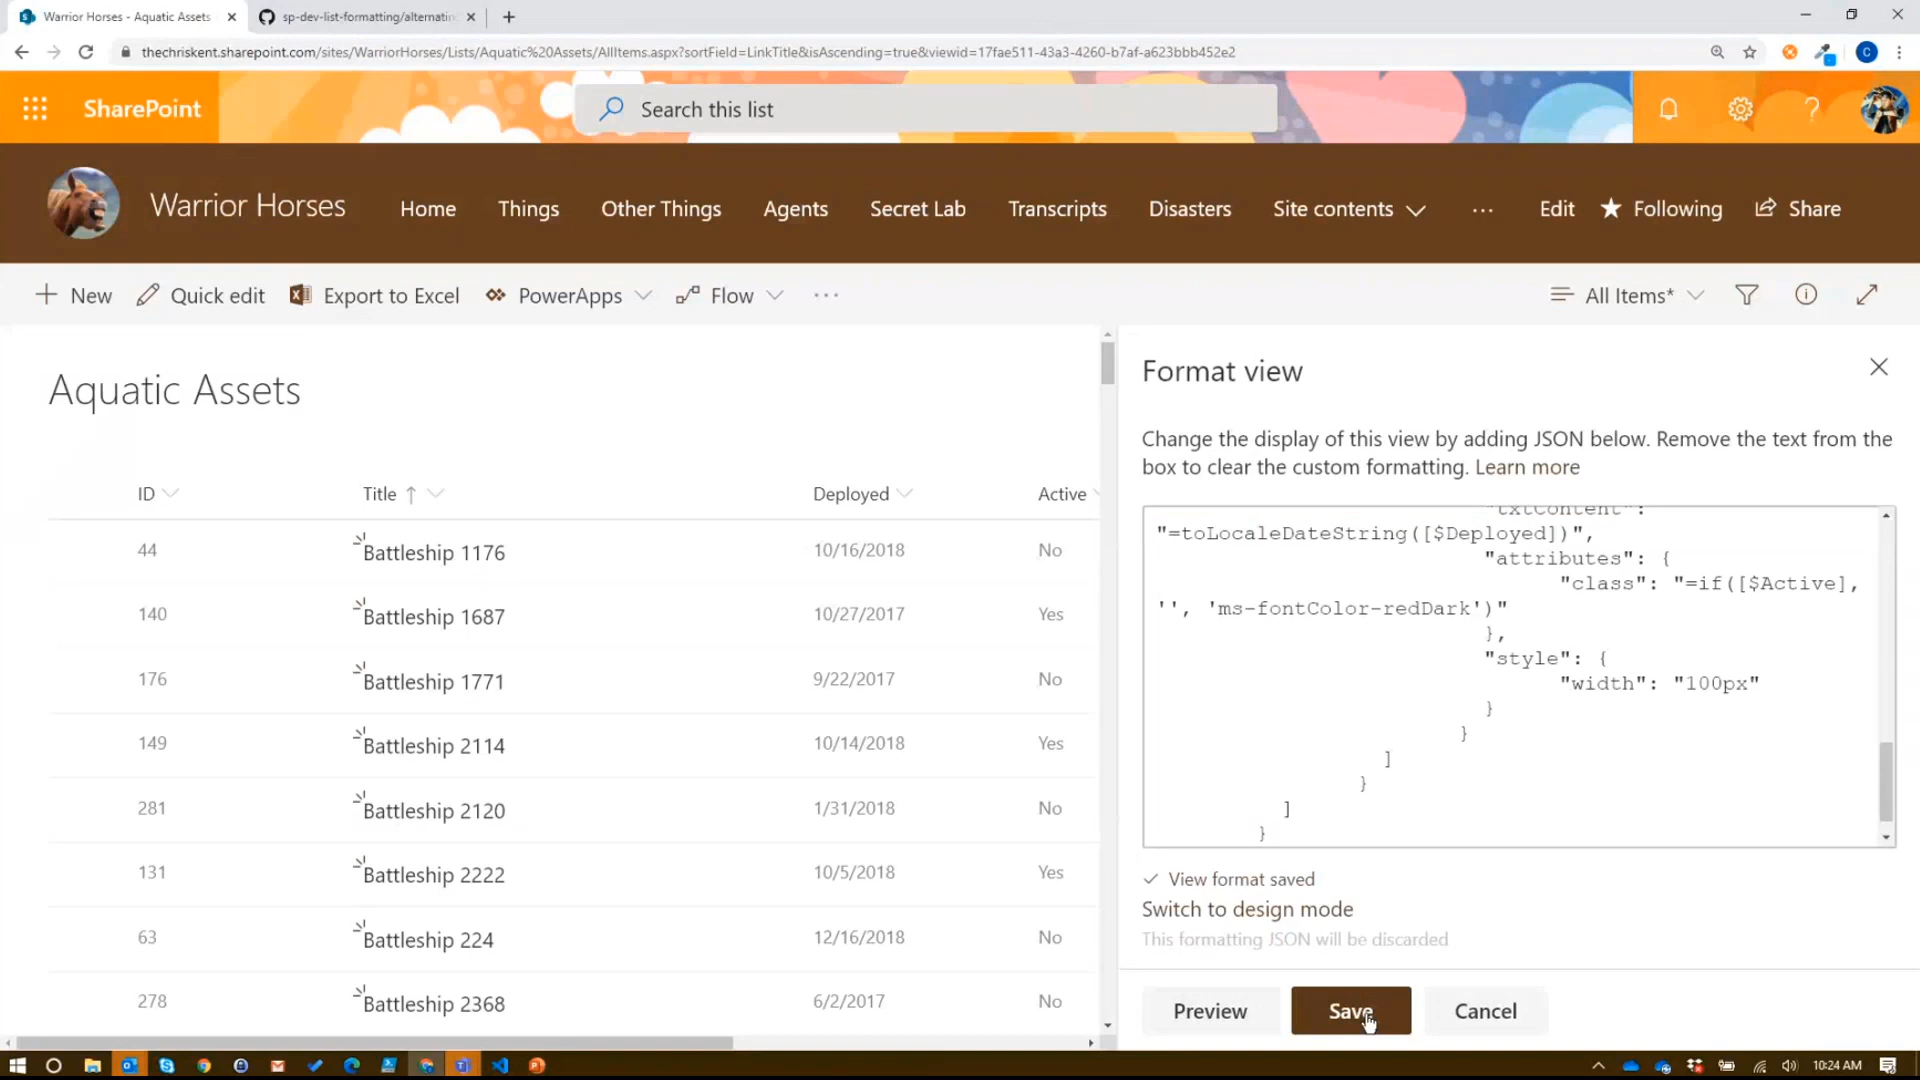 Warrior Horses - Aquatic Assets
sp-dev-list-formatting/alternatin
thechriskent.sharepoint.com/sites/WarriorHorses/Lists/Aquatic%20Assets/AllItems.aspx?sortField=LinkTitle&isAscending=true&viewid=17fae511-43a3-4260-b7af-a623bbb452e2
C
SharePoint
Search this list
Warrior Horses
Home Things Other Things Agents Secret Lab Transcripts Disasters Site contents ... Edit Following Share
New Quick edit Export to Excel PowerApps Flow ... All Items*
Aquatic Assets
ID Title Deployed Active
44 Battleship 1176 10/16/2018 No
140 Battleship 1687 10/27/2017 Yes
176 Battleship 1771 9/22/2017 No
149 Battleship 2114 10/14/2018 Yes
281 Battleship 2120 1/31/2018 No
131 Battleship 2222 10/5/2018 Yes
63 Battleship 224 12/16/2018 No
278 Battleship 2368 6/2/2017 No
Format view
Change the display of this view by adding JSON below. Remove the text from the
box to clear the custom formatting. Learn more
"txtContent":
"=toLocaleDateString([$Deployed])",
"attributes": {
"class": "=if([$Active],
'', 'ms-fontColor-redDark')"
},
"style": {
"width": "100px"
}
}
]
}
]
}
View format saved
Switch to design mode
This formatting JSON will be discarded
Preview Save Cancel
10:24 AM